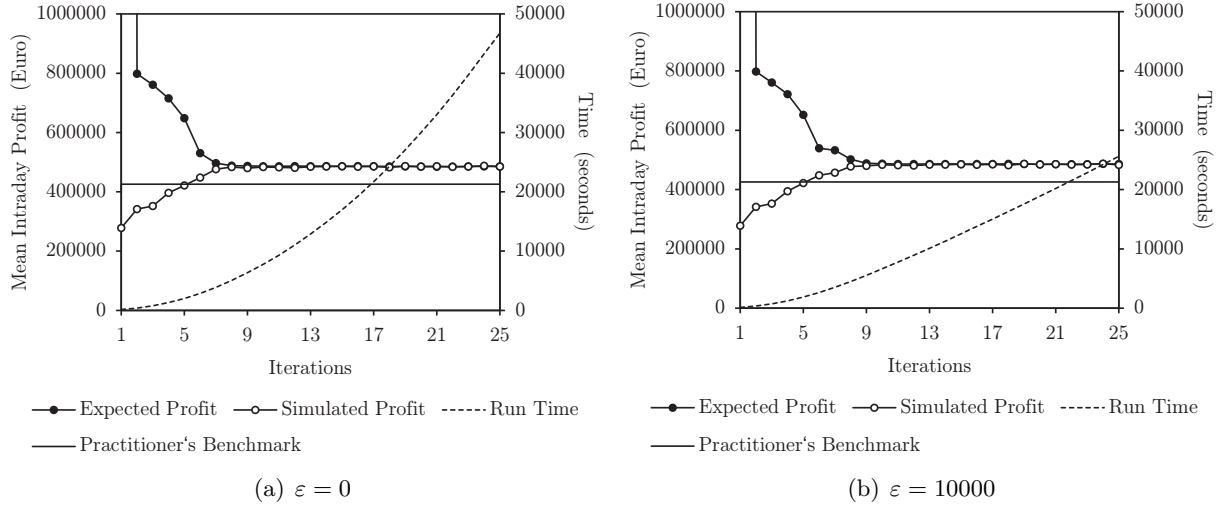 1000000
800000
600000
400000
200000
0
50000
40000
30000
20000
10000
0
1 5 9 13 17 21 25
Mean Intraday Profit (Euro)
Time (seconds)
Iterations
Expected Profit Simulated Profit Run Time
Practitioner‘s Benchmark
(a) ε = 0
1000000
800000
600000
400000
200000
0
50000
40000
30000
20000
10000
0
1 5 9 13 17 21 25
Mean Intraday Profit (Euro)
Time (seconds)
Iterations
Expected Profit Simulated Profit Run Time
Practitioner‘s Benchmark
(b) ε = 10000